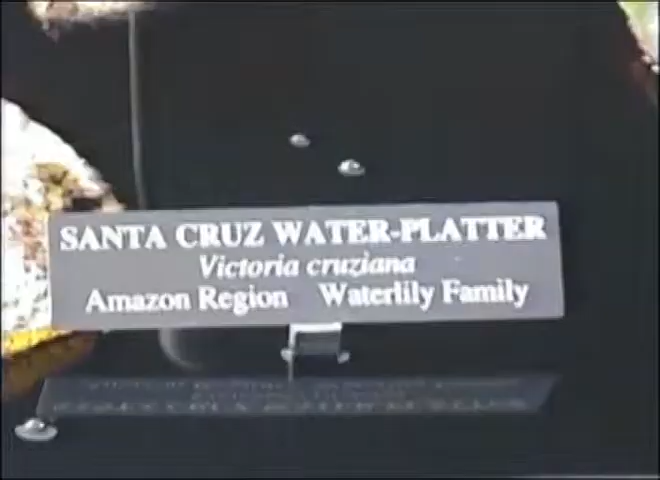 SANTA CRUZ WATER-PLATTER
Victoria cruziana
Amazon Region Waterlily Family